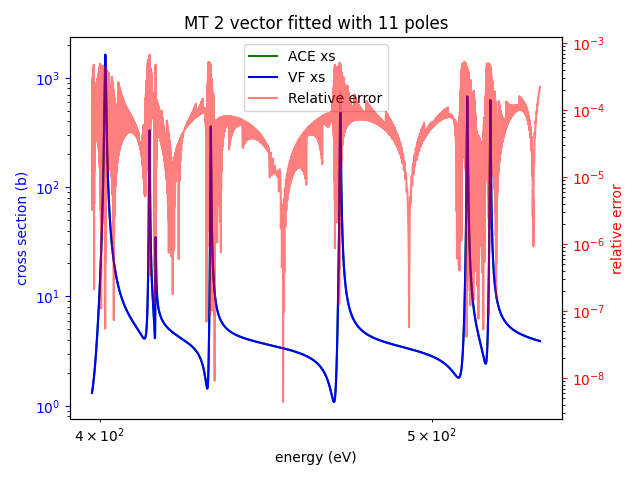 MT 2 vector fitted with 11 poles
ACE xs
VF xs
Relative error
cross section (b)
10³
10²
10¹
10⁰
10⁻³
10⁻⁴
10⁻⁵
10⁻⁶
10⁻⁷
10⁻⁸
relative error
4 × 10²
5 × 10²
energy (eV)